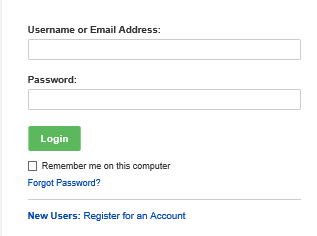 Username or Email Address:
Password:
Login
Remember me on this computer
Forgot Password?
New Users: Register for an Account